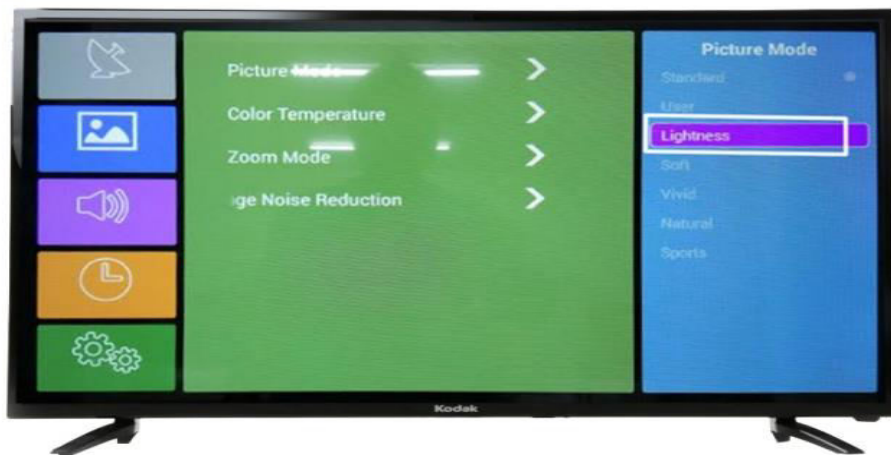 Picture Mode
Color Temperature
Zoom Mode
ge Noise Reduction
Picture Mode
Standard
User
Lightness
Soft
Vivid
Natural
Sports
Kodak